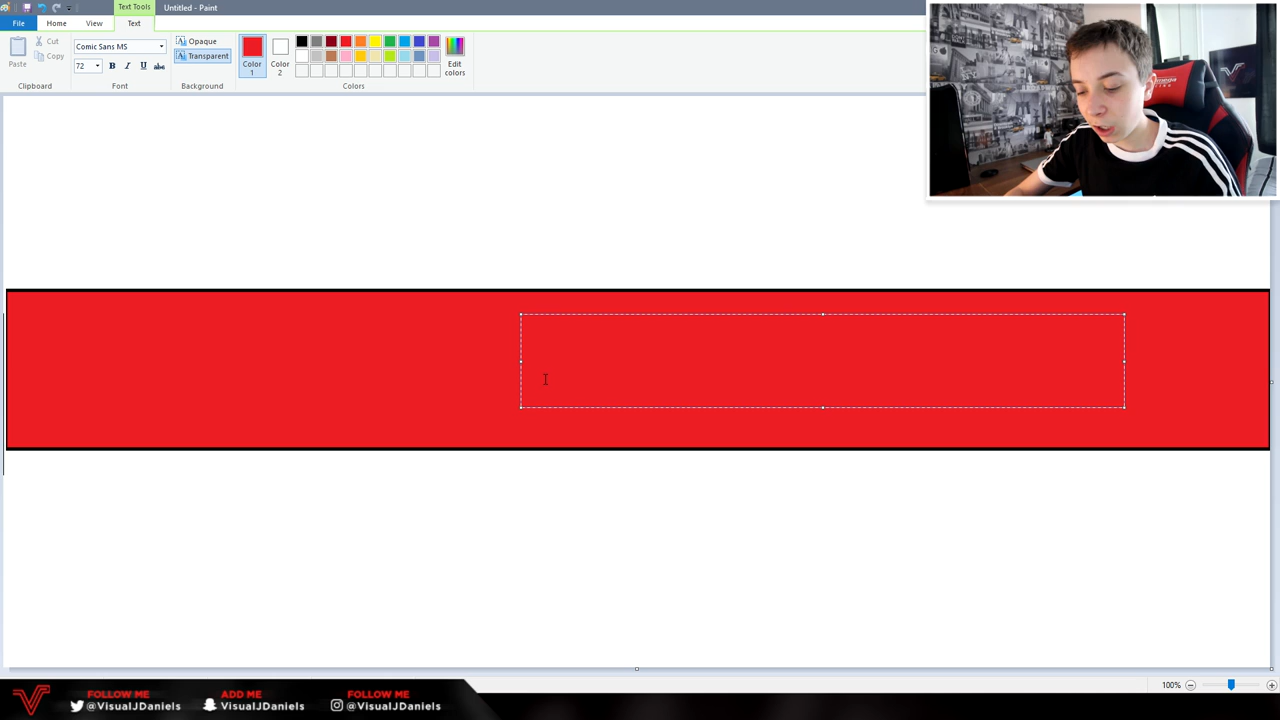 Text Tools
Untitled - Paint
File
Home
View
Text
Paste
Cut
Copy
Clipboard
Comic Sans MS
72
B
I
U
abc
Font
Opaque
Transparent
Background
Color
1
Color
2
Edit
colors
Colors
100%
FOLLOW ME
@VisualJDaniels
ADD ME
VisualJDaniels
FOLLOW ME
@VisualJDaniels